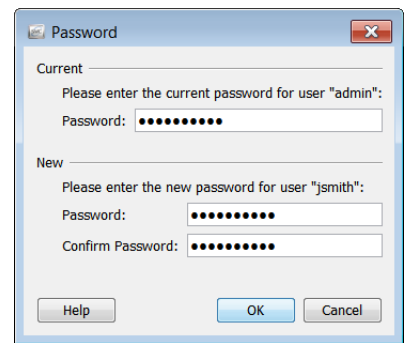 Password
Current
Please enter the current password for user "admin":
Password: ●●●●●●●●●●
New
Please enter the new password for user "jsmith":
Password: ●●●●●●●●●●
Confirm Password: ●●●●●●●●●●
Help OK Cancel